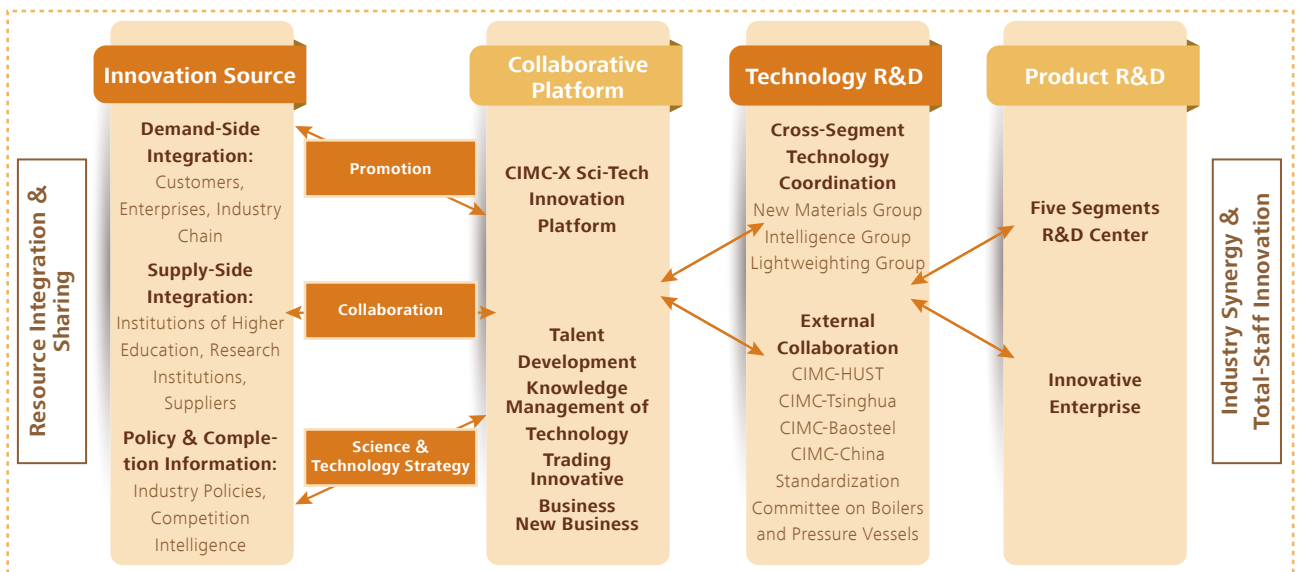 Resource Integration &
Sharing
Innovation Source
Demand-Side
Integration:
Customers,
Enterprises, Industry
Chain
Supply-Side
Integration:
Institutions of Higher
Education, Research
Institutions,
Suppliers
Policy & Comple-
tion Information:
Industry Policies,
Competition
Intelligence
Promotion
Collaboration
Science &
Technology Strategy
Collaborative
Platform
CIMC-X Sci-Tech
Innovation
Platform
Talent
Development
Knowledge
Management of
Technology
Trading
Innovative
Business
New Business
Technology R&D
Cross-Segment
Technology
Coordination
New Materials Group
Intelligence Group
Lightweighting Group
External
Collaboration
CIMC-HUST
CIMC-Tsinghua
CIMC-Baosteel
CIMC-China
Standardization
Committee on Boilers
and Pressure Vessels
Product R&D
Five Segments
R&D Center
Innovative
Enterprise
Industry Synergy &
Total-Staff Innovation